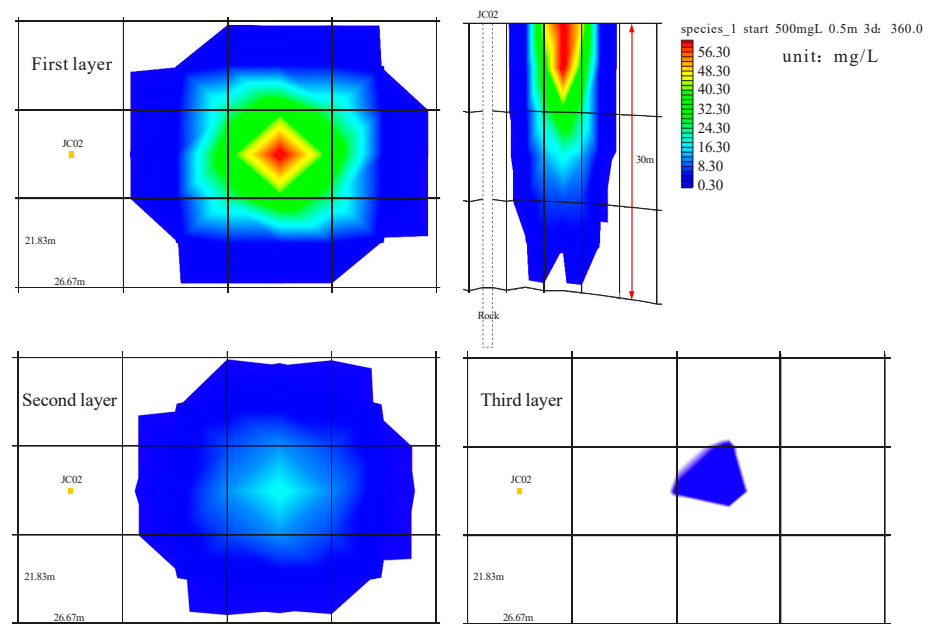 First layer
JC02
21.83m
26.67m
JC02
30m
Rock
species_1 start 500mgL 0.5m 3d: 360.0
unit: mg/L
56.30
48.30
40.30
32.30
24.30
16.30
8.30
0.30
Second layer
JC02
21.83m
26.67m
Third layer
JC02
21.83m
26.67m